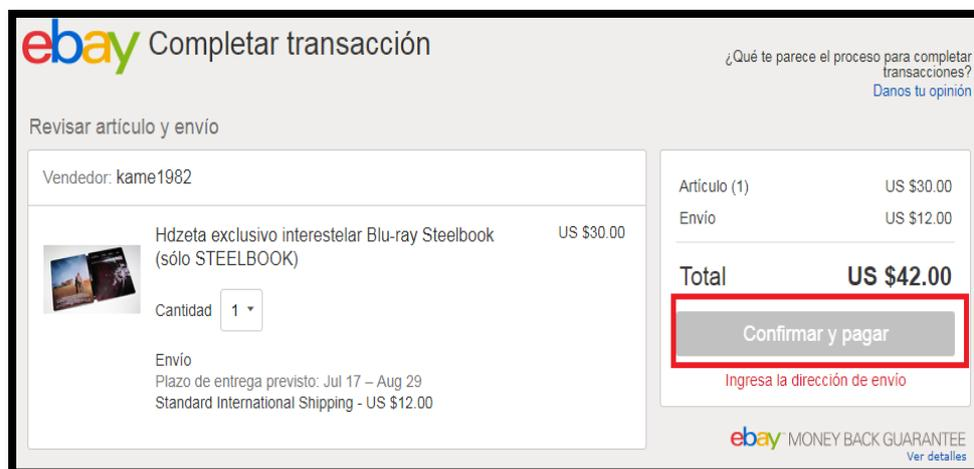 ebay Completar transacción
¿Qué te parece el proceso para completar
transacciones?
Danos tu opinión
Revisar artículo y envío
Vendedor: kame1982
Hdzeta exclusivo interestelar Blu-ray Steelbook
(sólo STEELBOOK)
US $30.00
Cantidad 1
Envío
Plazo de entrega previsto: Jul 17 – Aug 29
Standard International Shipping - US $12.00
Artículo (1) US $30.00
Envío US $12.00
Total US $42.00
Confirmar y pagar
Ingresa la dirección de envío
ebay MONEY BACK GUARANTEE
Ver detalles